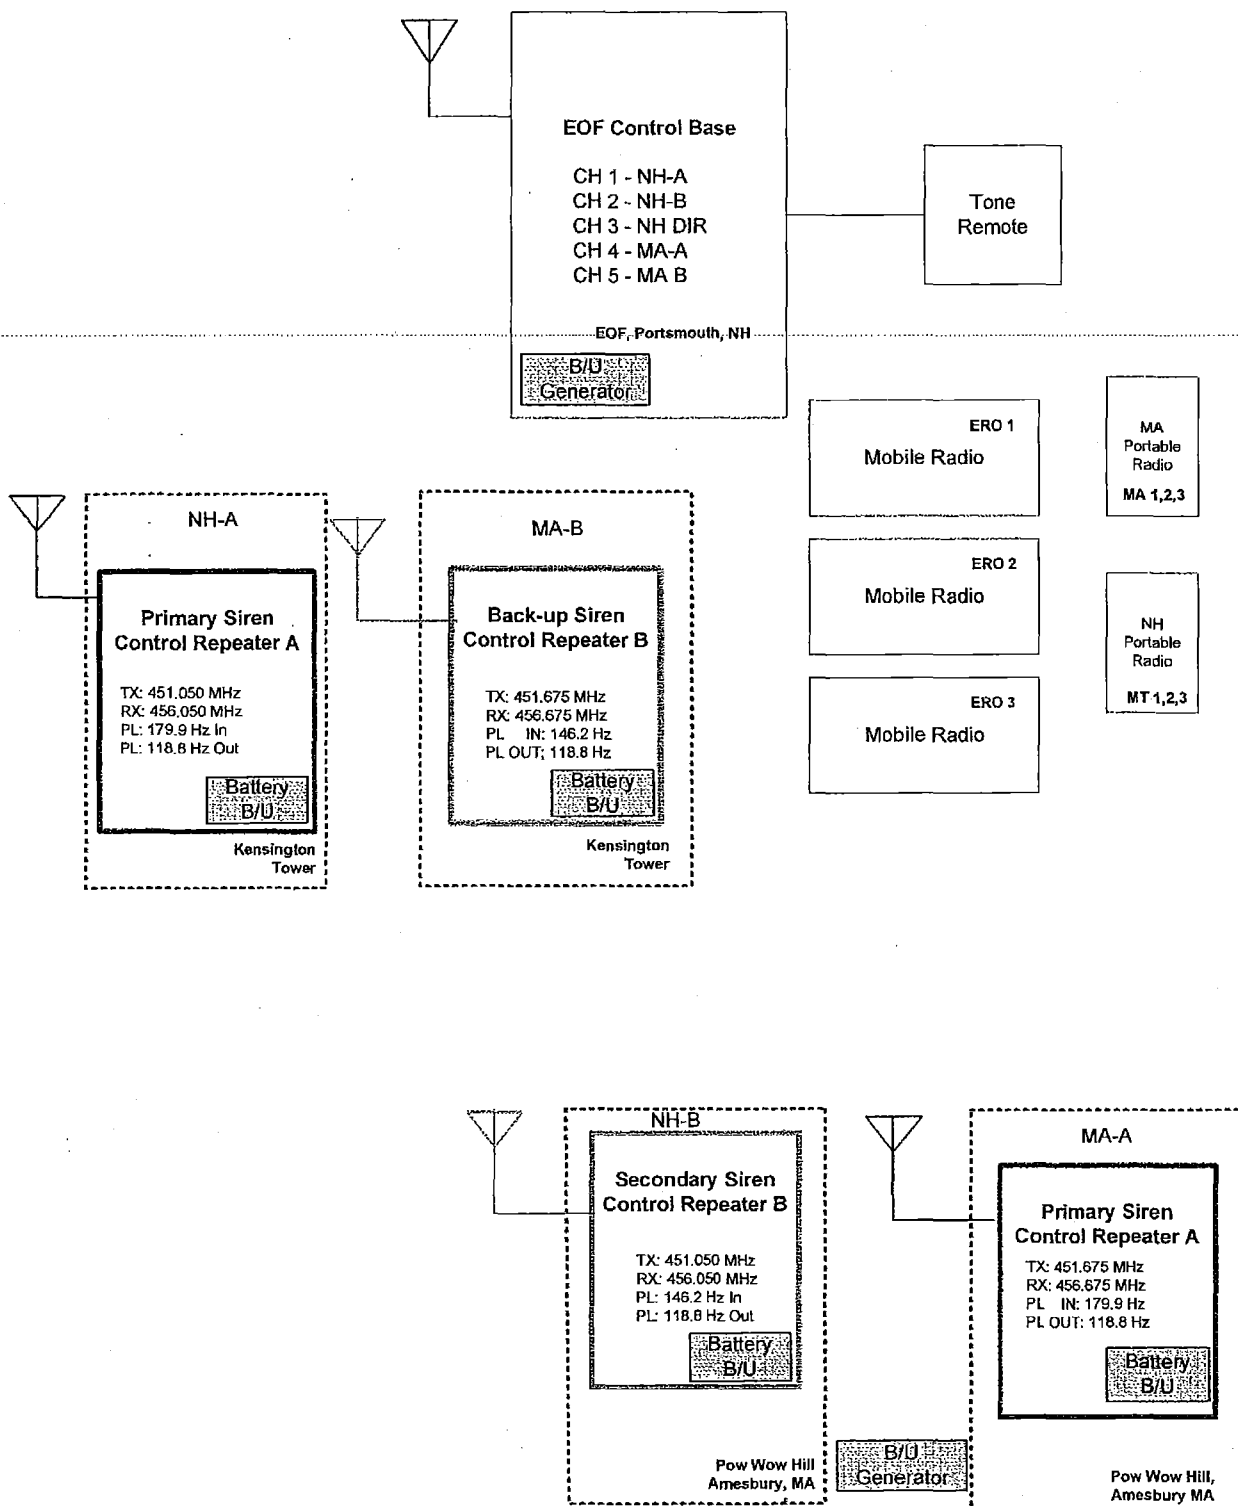 EOF Control Base
CH 1 - NH-A
CH 2 - NH-B
CH 3 - NH DIR
CH 4 - MA-A
CH 5 - MA B
EOF, Portsmouth, NH
B/U
Generator
Tone
Remote
ERO 1
Mobile Radio
MA
Portable
Radio
MA 1,2,3
ERO 2
Mobile Radio
NH
Portable
Radio
MT 1,2,3
ERO 3
Mobile Radio
NH-A
Primary Siren
Control Repeater A
TX: 451.050 MHz
RX: 456.050 MHz
PL: 179.9 Hz In
PL: 118.8 Hz Out
Battery
B/U
Kensington
Tower
MA-B
Back-up Siren
Control Repeater B
TX: 451.675 MHz
RX: 456.675 MHz
PL IN: 146.2 Hz
PL OUT; 118.8 Hz
Battery
B/U
Kensington
Tower
NH-B
Secondary Siren
Control Repeater B
TX: 451.050 MHz
RX: 456.050 MHz
PL: 146.2 Hz In
PL: 118.8 Hz Out
Battery
B/U
Pow Wow Hill
Amesbury, MA
B/U
Generator
MA-A
Primary Siren
Control Repeater A
TX: 451.675 MHz
RX: 456.675 MHz
PL IN: 179.9 Hz
PL OUT: 118.8 Hz
Battery
B/U
Pow Wow Hill,
Amesbury MA